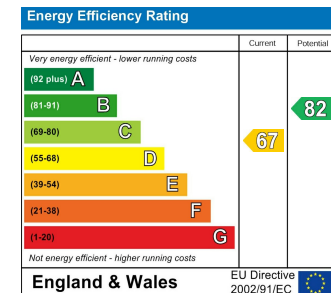 Energy Efficiency Rating
Current Potential
Very energy efficient - lower running costs
(92 plus) A
(81-91) B
82
(69-80) C
67
(55-68) D
(39-54) E
(21-38) F
(1-20) G
Not energy efficient - higher running costs
England & Wales
EU Directive
2002/91/EC